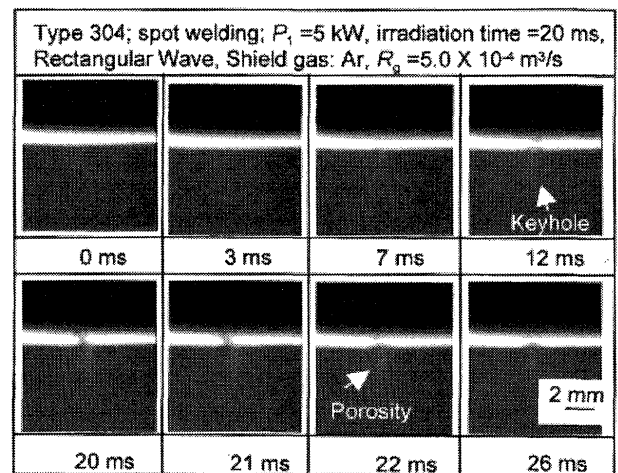 Type 304; spot welding; P₁ =5 kW, irradiation time =20 ms,
Rectangular Wave, Shield gas: Ar, R_g =5.0 X 10⁻⁴ m³/s
Keyhole
0 ms 3 ms 7 ms 12 ms
Porosity
2 mm
20 ms 21 ms 22 ms 26 ms